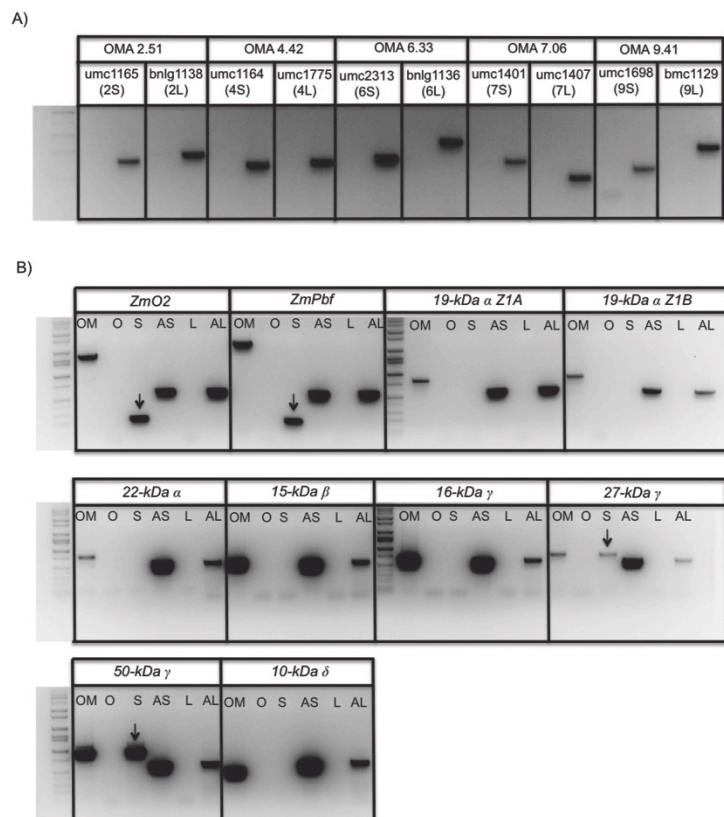 A)
OMA 2.51 OMA 4.42 OMA 6.33 OMA 7.06 OMA 9.41
umc1165 bnlg1138 umc1164 umc1775 umc2313 bnlg1136 umc1401 umc1407 umc1698 bmc1129
(2S) (2L) (4S) (4L) (6S) (6L) (7S) (7L) (9S) (9L)
B)
ZmO2 ZmPbf 19-kDa α Z1A 19-kDa α Z1B
OM O S AS L AL OM O S AS L AL OM O S AS L AL OM O S AS L AL
22-kDa α 15-kDa β 16-kDa γ 27-kDa γ
OM O S AS L AL OM O S AS L AL OM O S AS L AL OM O S AS L AL
50-kDa γ 10-kDa δ
OM O S AS L AL OM O S AS L AL